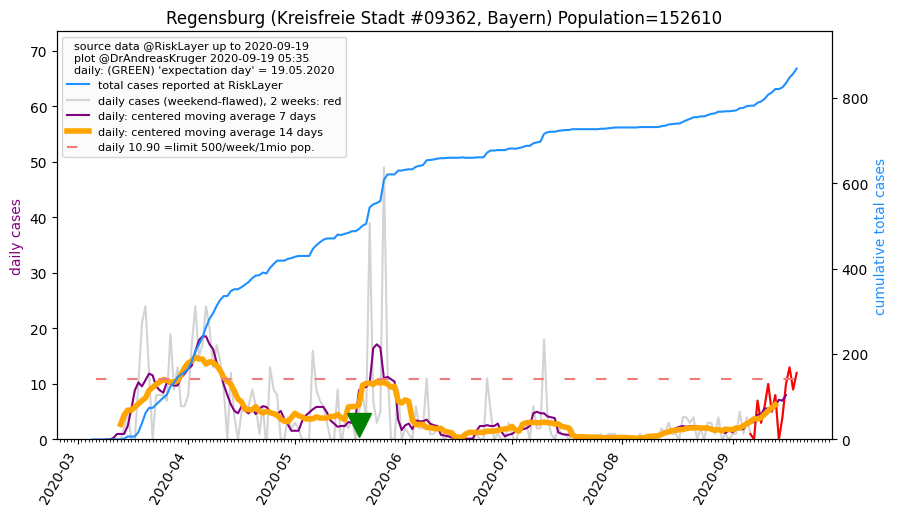 Regensburg (Kreisfreie Stadt #09362, Bayern) Population=152610
source data @RiskLayer up to 2020-09-19
plot @DrAndreasKruger 2020-09-19 05:35
daily: (GREEN) 'expectation day' = 19.05.2020
total cases reported at RiskLayer
daily cases (weekend-flawed), 2 weeks: red
daily: centered moving average 7 days
daily: centered moving average 14 days
daily 10.90 =limit 500/week/1mio pop.
daily cases
70
60
50
40
30
20
10
0
cumulative total cases
800
600
400
200
0
2020-03
2020-04
2020-05
2020-06
2020-07
2020-08
2020-09